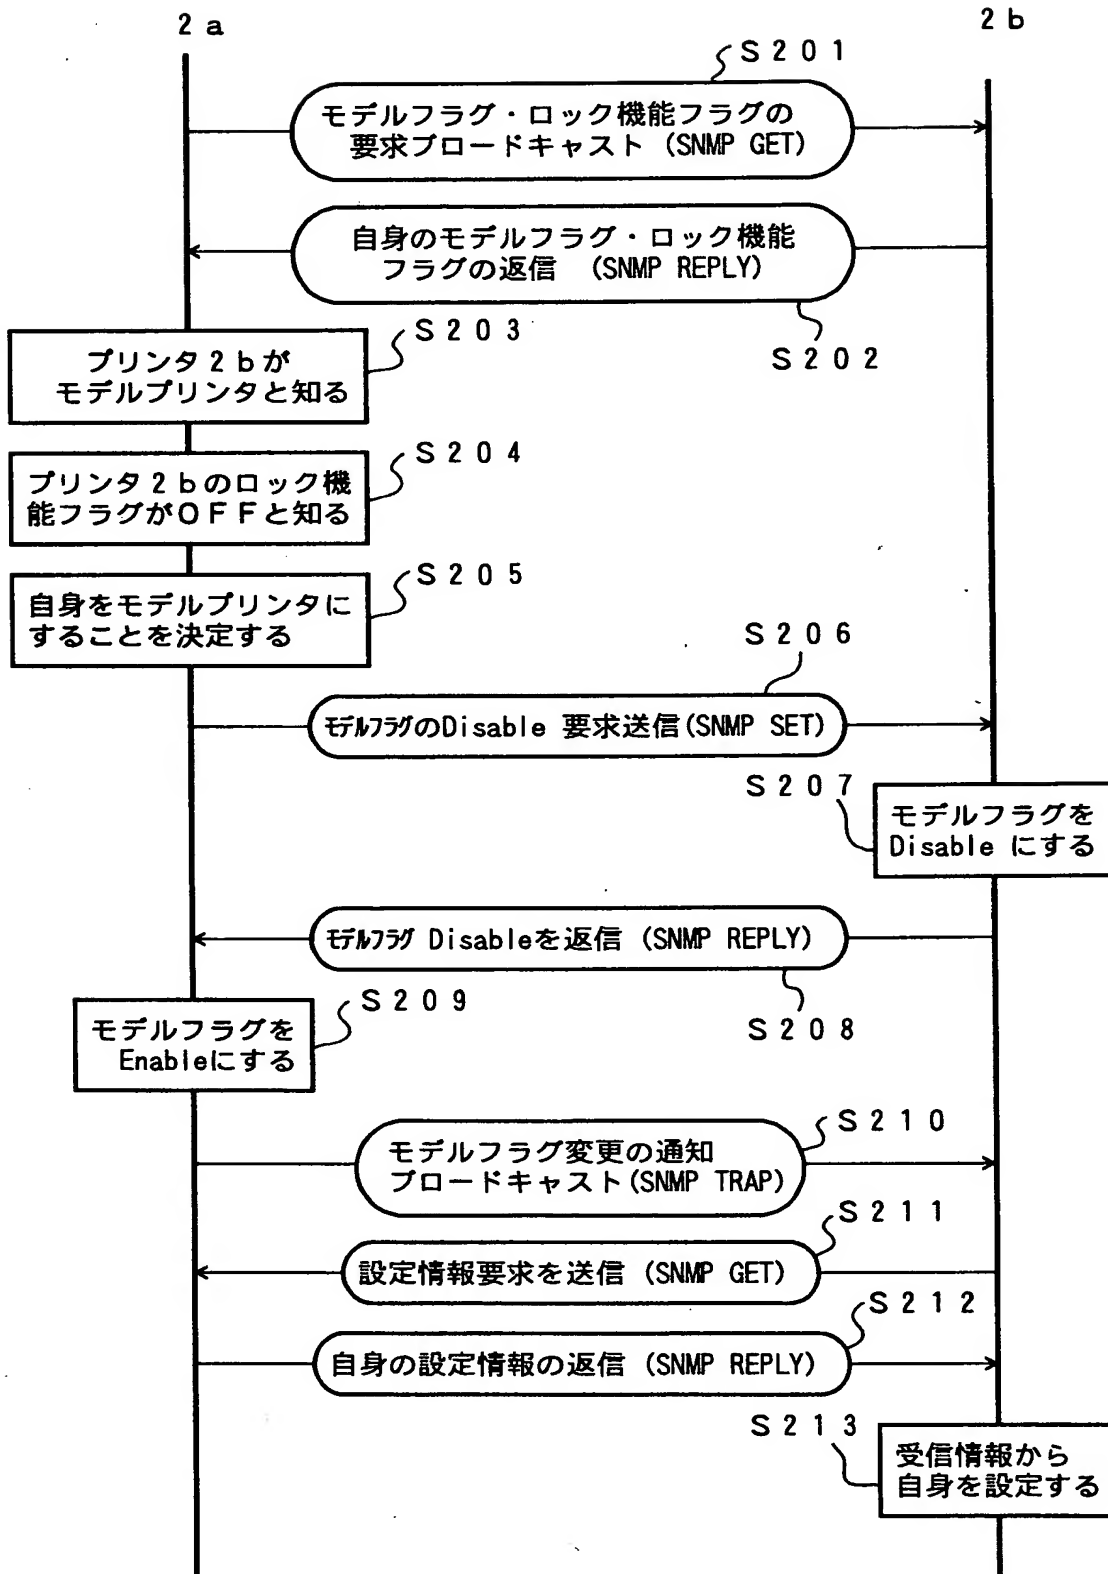 2a
2b
S201
モデルフラグ・ロック機能フラグの
要求ブロードキャスト (SNMP GET)
自身のモデルフラグ・ロック機能
フラグの返信 (SNMP REPLY)
S202
S203
プリンタ2bが
モデルプリンタと知る
S204
プリンタ2bのロック機
能フラグがOFFと知る
S205
自身をモデルプリンタに
することを決定する
S206
モデルフラグのDisable 要求送信(SNMP SET)
S207
モデルフラグを
Disable にする
モデルフラグ Disableを返信 (SNMP REPLY)
S208
S209
モデルフラグを
Enableにする
S210
モデルフラグ変更の通知
ブロードキャスト(SNMP TRAP)
S211
設定情報要求を送信 (SNMP GET)
S212
自身の設定情報の返信 (SNMP REPLY)
S213
受信情報から
自身を設定する